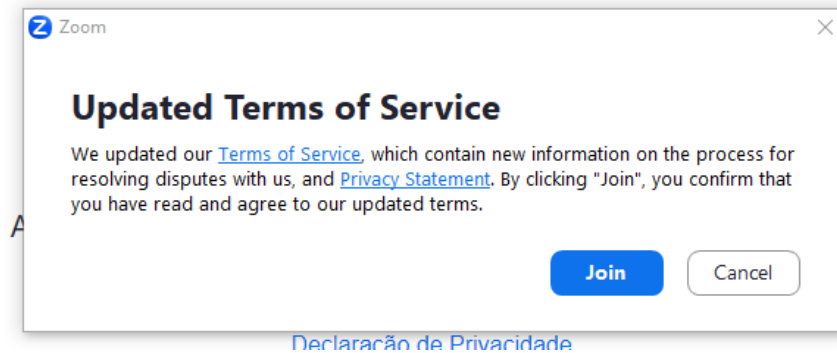 Zoom
Updated Terms of Service
We updated our Terms of Service, which contain new information on the process for
resolving disputes with us, and Privacy Statement. By clicking "Join", you confirm that
you have read and agree to our updated terms.
A
Join
Cancel
Declaração de Privacidade